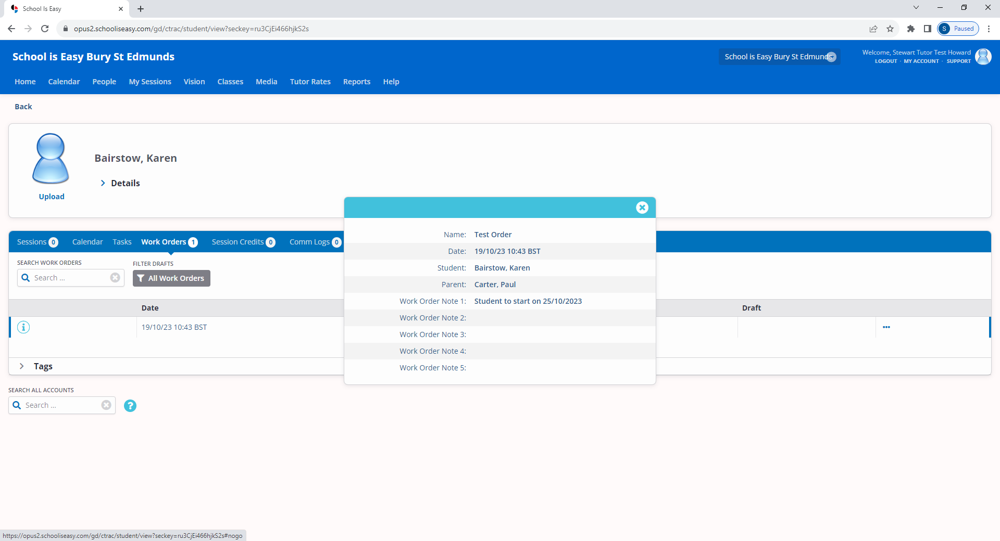 School Is Easy
opus2.schooliseasy.com/gd/ctrac/student/view?seckey=ru3CjEi466hjkS2s
S Paused
School is Easy Bury St Edmunds
School is Easy Bury St Edmunds
Welcome, Stewart Tutor Test Howard
LOGOUT · MY ACCOUNT · SUPPORT
Home Calendar People My Sessions Vision Classes Media Tutor Rates Reports Help
Back
Bairstow, Karen
Details
Upload
Sessions 0 Calendar Tasks Work Orders 1 Session Credits 0 Comm Logs 0
SEARCH WORK ORDERS
FILTER DRAFTS
Search ...
All Work Orders
Date
Draft
i
19/10/23 10:43 BST
•••
Name: Test Order
Date: 19/10/23 10:43 BST
Student: Bairstow, Karen
Parent: Carter, Paul
Work Order Note 1: Student to start on 25/10/2023
Work Order Note 2:
Work Order Note 3:
Work Order Note 4:
Work Order Note 5:
Tags
SEARCH ALL ACCOUNTS
Search ...
?
https://opus2.schooliseasy.com/gd/ctrac/student/view?seckey=ru3CjEi466hjkS2s#nogo